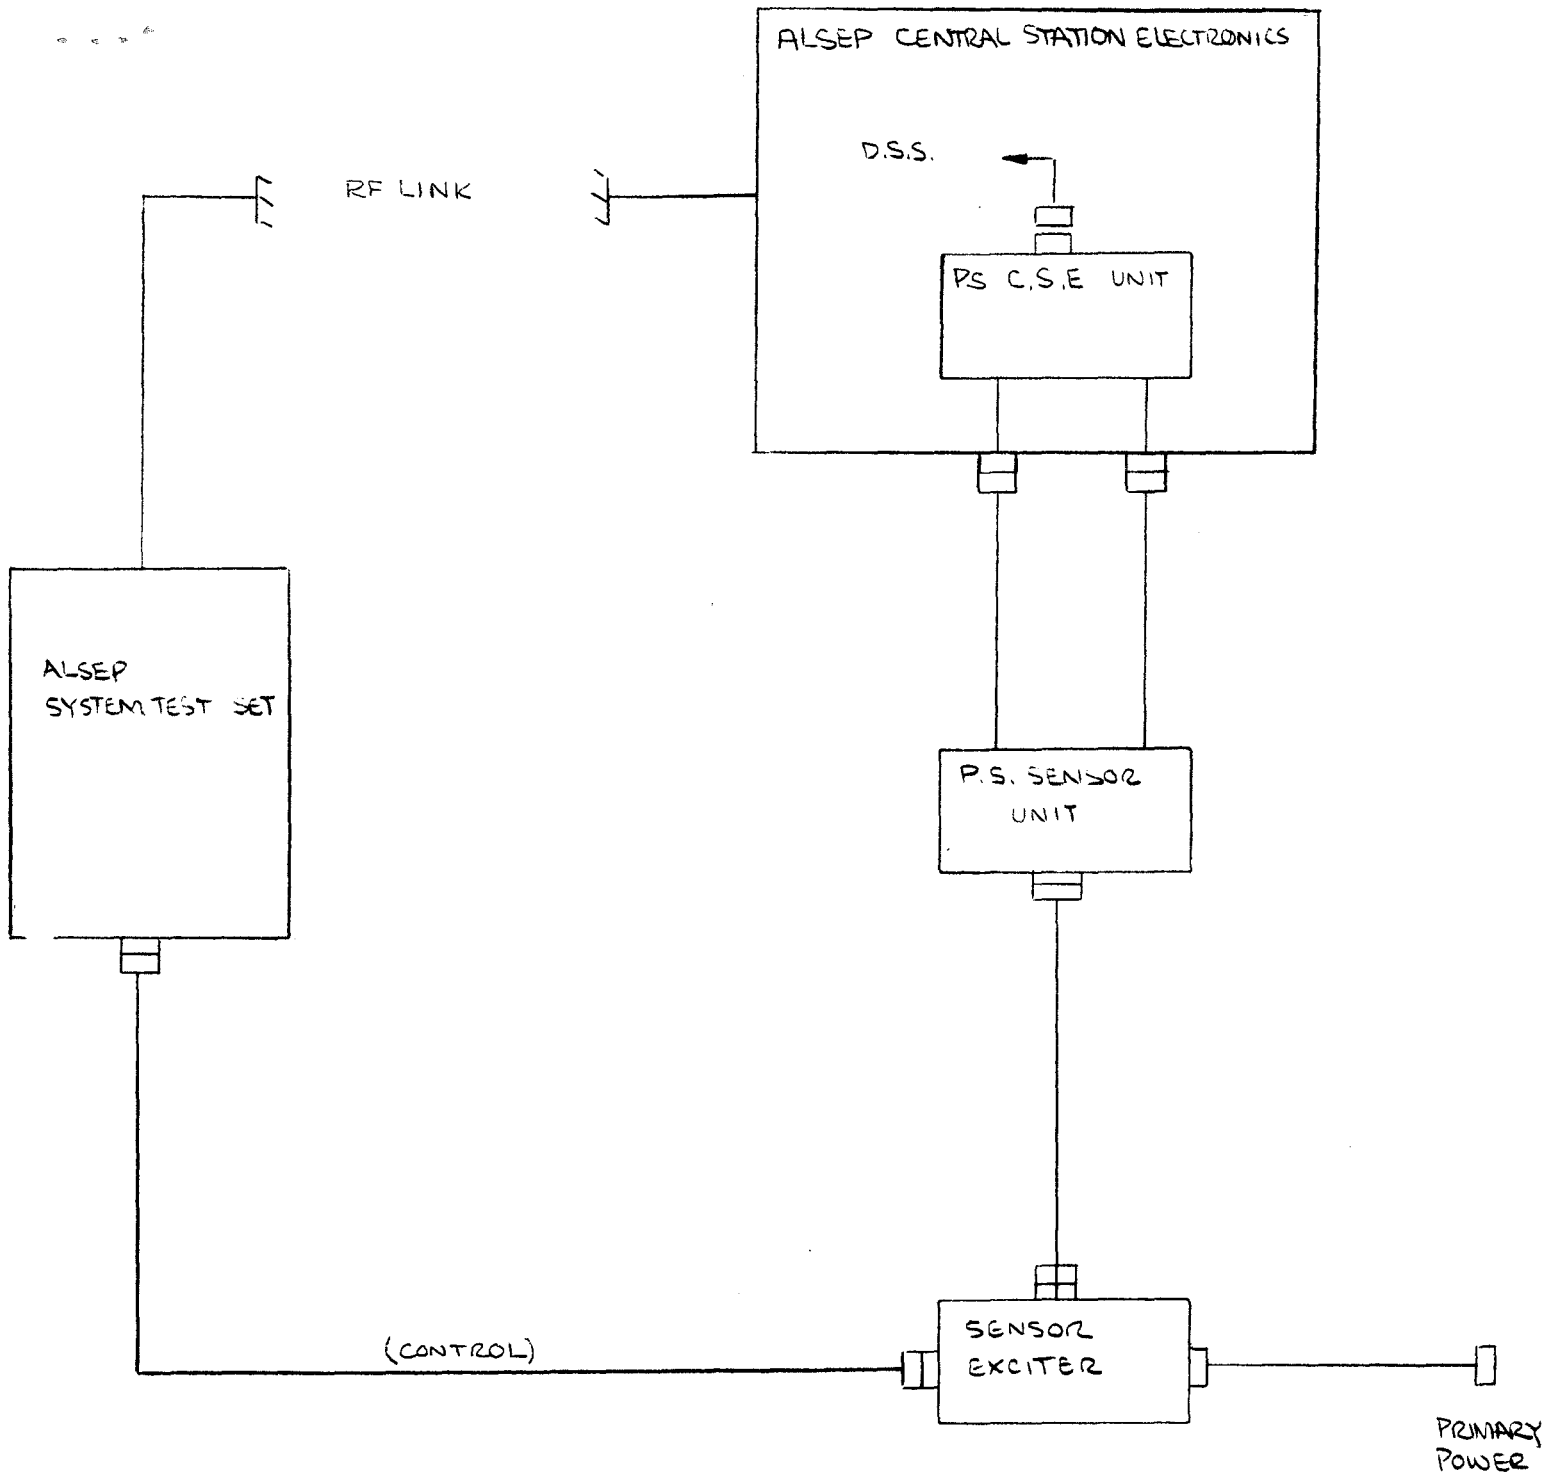 ALSEP CENTRAL STATION ELECTRONICS
D.S.S.
RF LINK
PS C.S.E UNIT
ALSEP
SYSTEM TEST SET
P.S. SENSOR
UNIT
(CONTROL)
SENSOR
EXCITER
PRIMARY
POWER